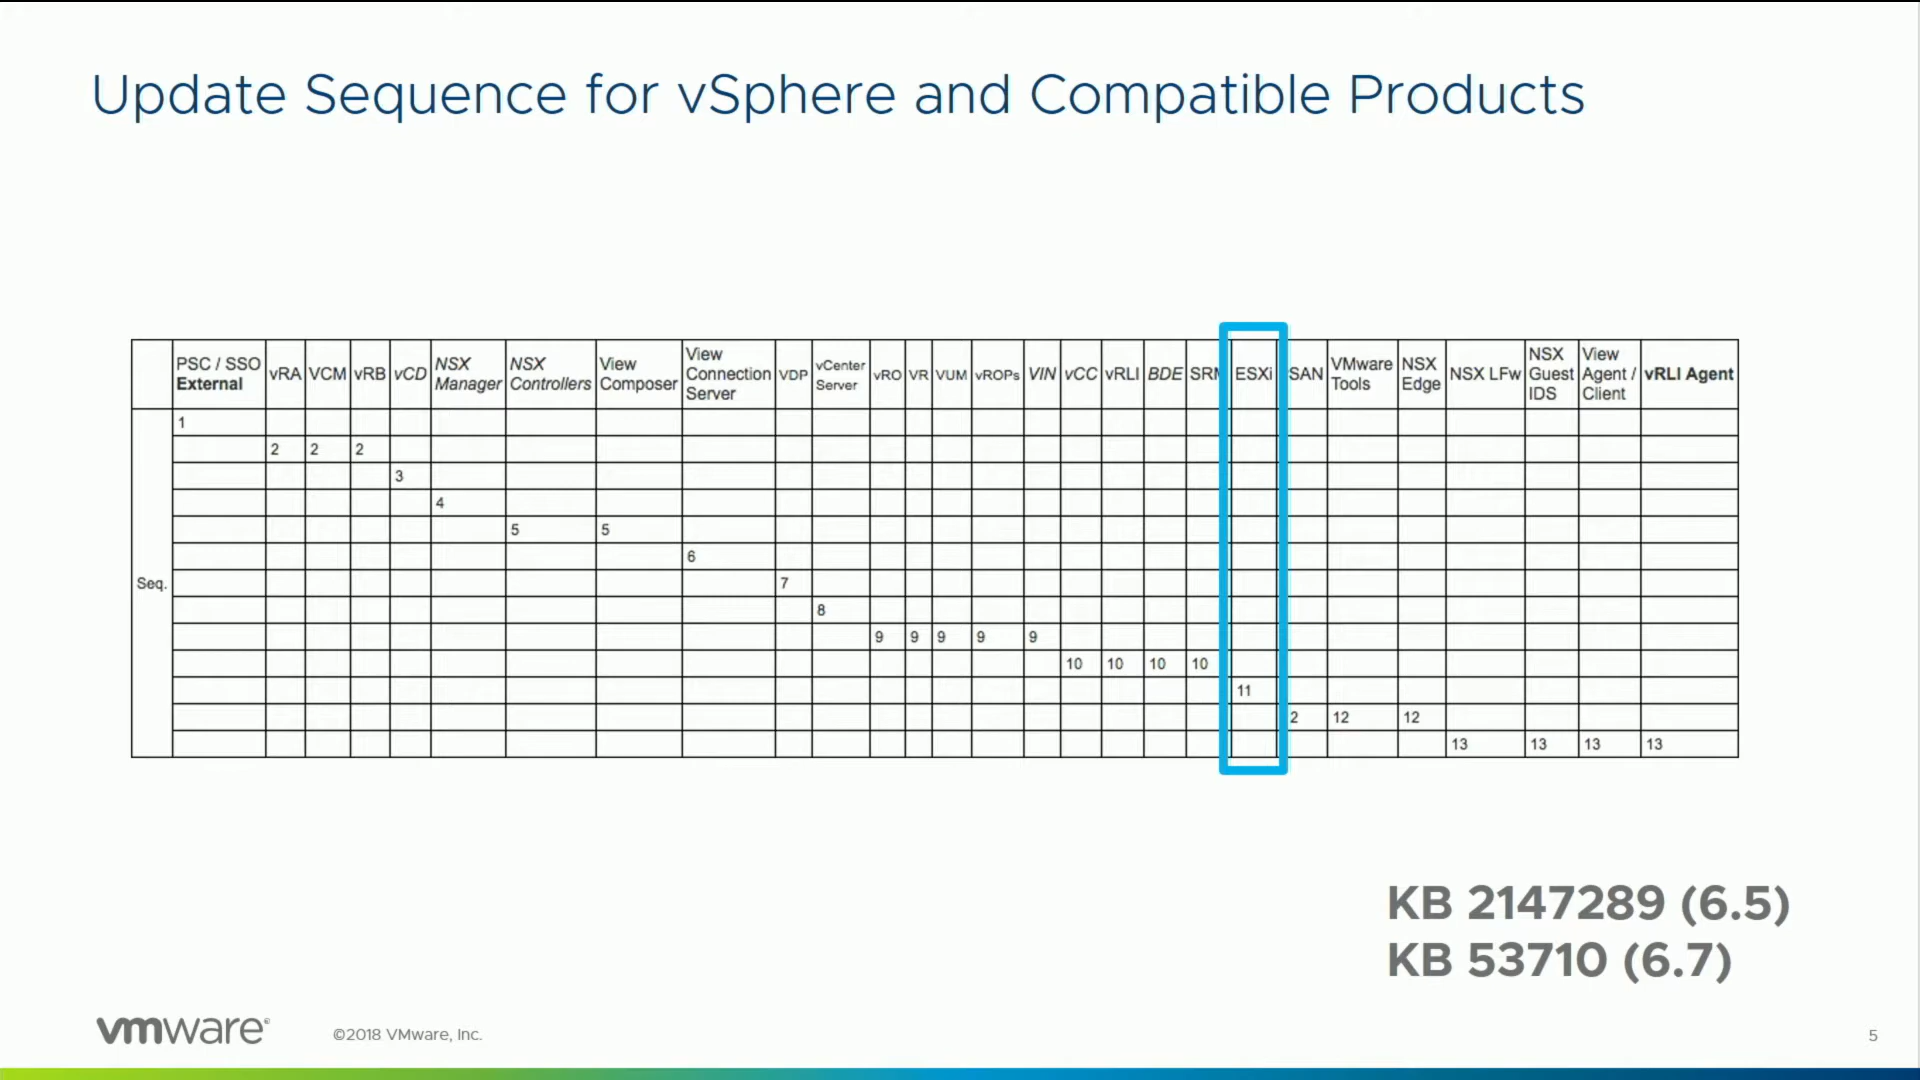 Update Sequence for vSphere and Compatible Products
PSC / SSO External vRA VCM vRB vCD NSX Manager NSX Controllers View Composer View Connection Server VDP vCenter Server vRO VR VUM vROPs VIN vCC vRLI BDE SRM ESXi SAN VMware Tools NSX Edge NSX LFw NSX Guest IDS View Agent / Client vRLI Agent
1
2 2 2
3
4
5 5
6
Seq. 7
8
9 9 9 9 9
10 10 10 10
11
2 12 12
13 13 13 13
KB 2147289 (6.5)
KB 53710 (6.7)
vmware®
©2018 VMware, Inc.
5